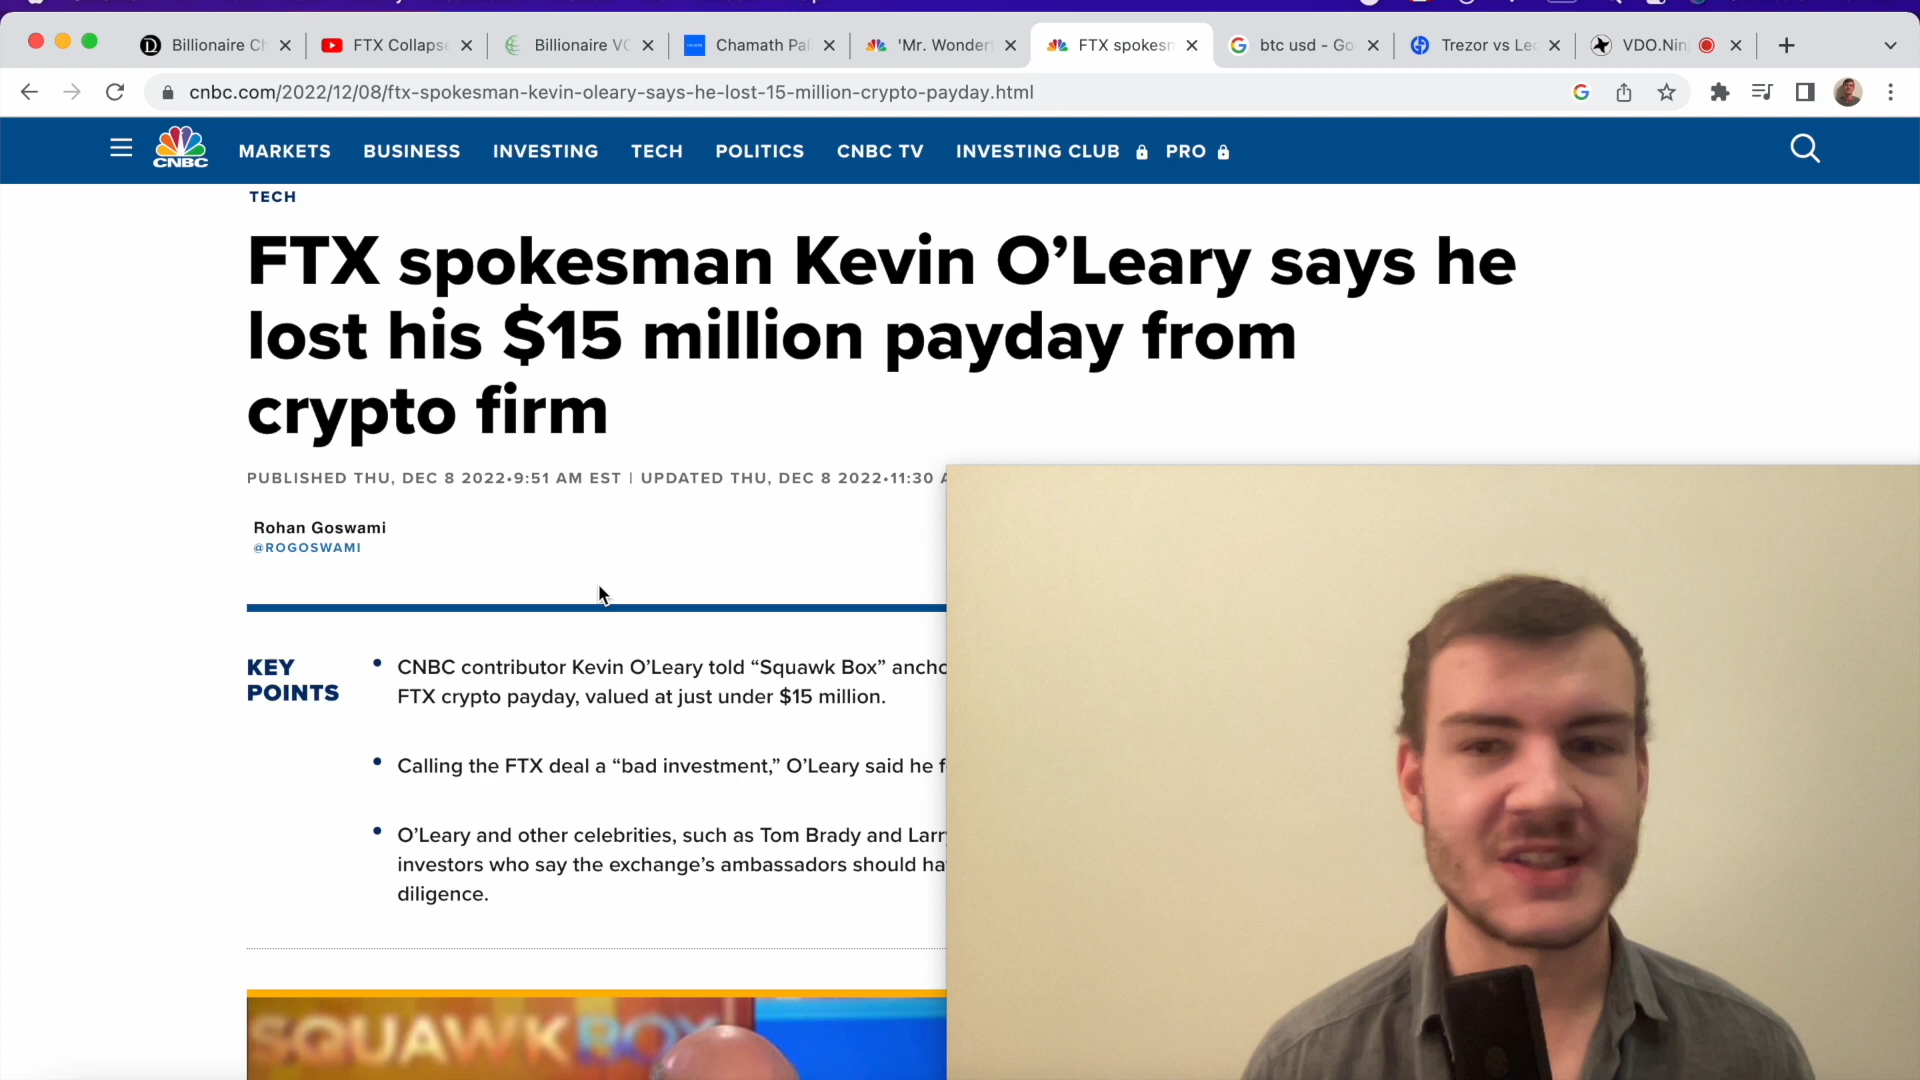 Billionaire Ch
FTX Collapse
Billionaire VC
Chamath Pal
'Mr. Wonderf
FTX spokesm
btc usd - Go
Trezor vs Led
VDO.Nin
cnbc.com/2022/12/08/ftx-spokesman-kevin-oleary-says-he-lost-15-million-crypto-payday.html
CNBC
MARKETS BUSINESS INVESTING TECH POLITICS CNBC TV INVESTING CLUB PRO
TECH
FTX spokesman Kevin O’Leary says he
lost his $15 million payday from
crypto firm
PUBLISHED THU, DEC 8 2022•9:51 AM EST | UPDATED THU, DEC 8 2022•11:30 A
Rohan Goswami
@ROGOSWAMI
KEY
POINTS
CNBC contributor Kevin O’Leary told “Squawk Box” ancho
FTX crypto payday, valued at just under $15 million.
Calling the FTX deal a “bad investment,” O’Leary said he f
O’Leary and other celebrities, such as Tom Brady and Larr
investors who say the exchange’s ambassadors should ha
diligence.
SQUAWK BOX